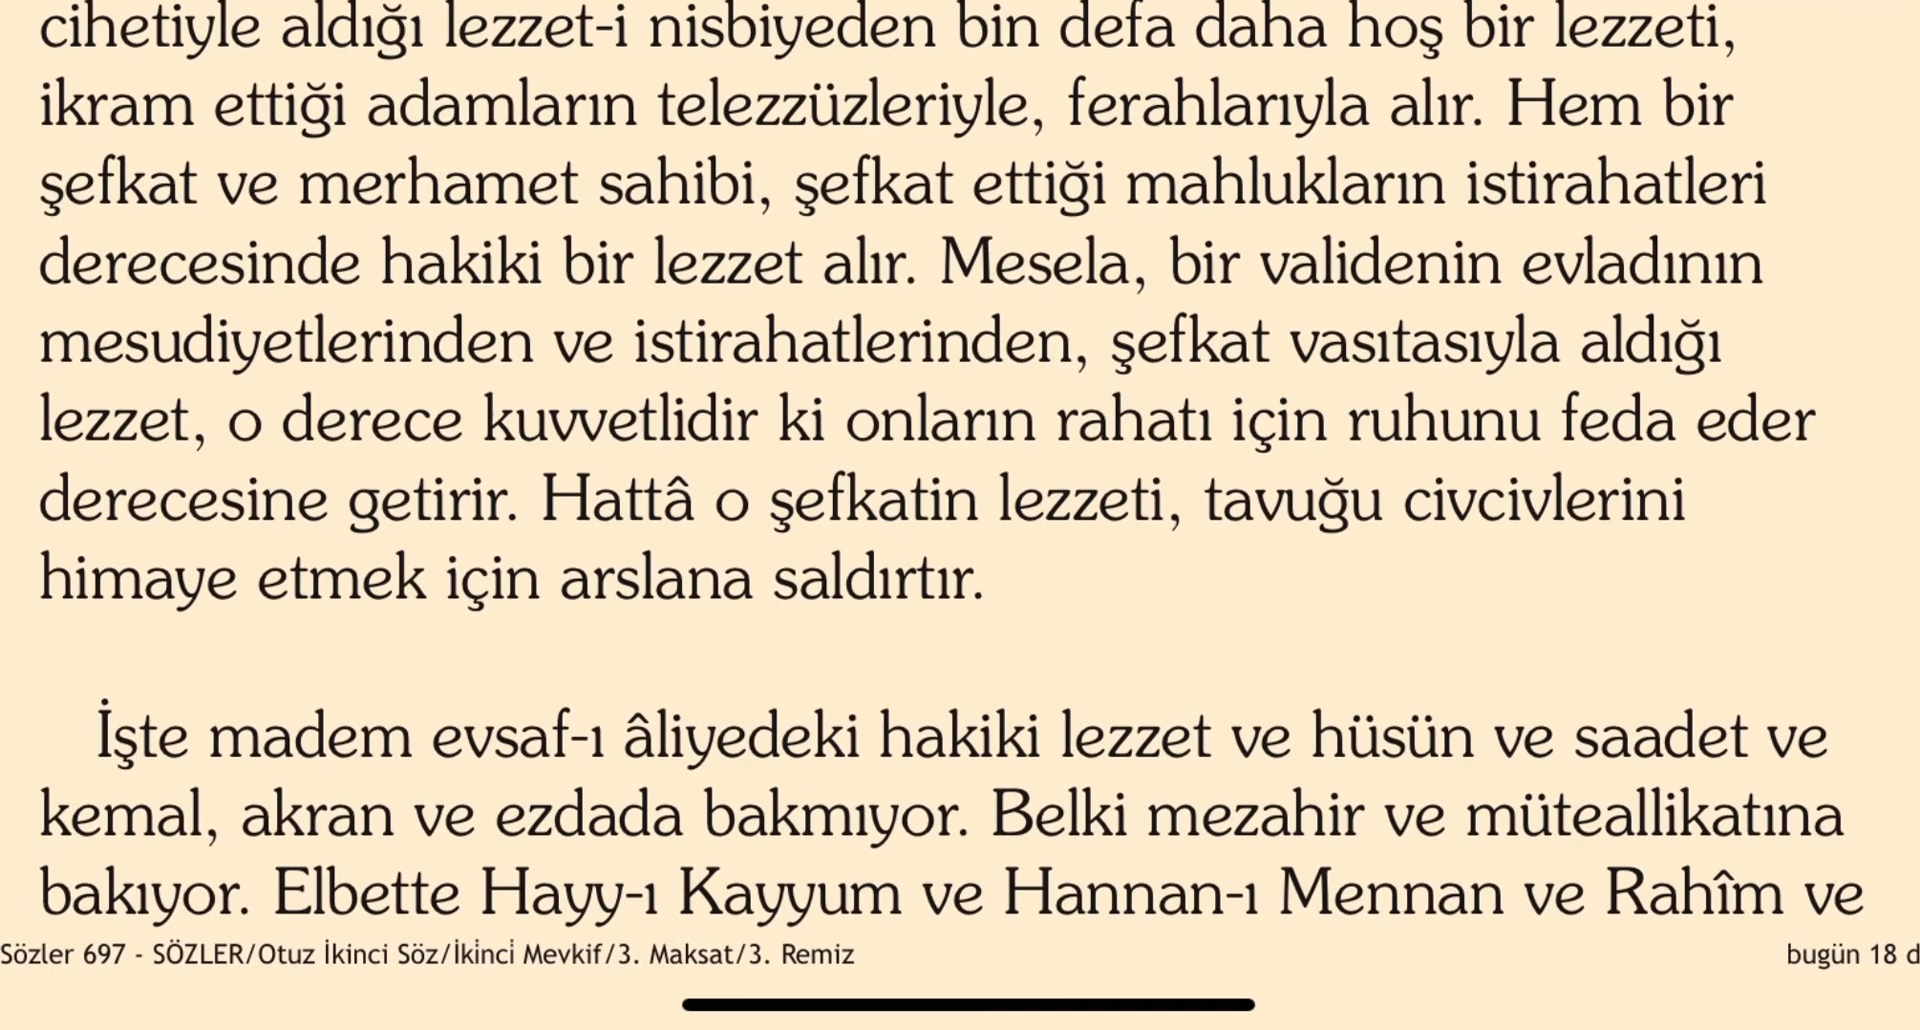 cihetiyle aldığı lezzet-i nisbiyeden bin defa daha hoş bir lezzeti,
ikram ettiği adamların telezzüzleriyle, ferahlarıyla alır. Hem bir
şefkat ve merhamet sahibi, şefkat ettiği mahlukların istirahatleri
derecesinde hakiki bir lezzet alır. Mesela, bir validenin evladının
mesudiyetlerinden ve istirahatlerinden, şefkat vasıtasıyla aldığı
lezzet, o derece kuvvetlidir ki onların rahatı için ruhunu feda eder
derecesine getirir. Hattâ o şefkatin lezzeti, tavuğu civcivlerini
himaye etmek için arslana saldırtır.
İşte madem evsaf-ı âliyedeki hakiki lezzet ve hüsün ve saadet ve
kemal, akran ve ezdada bakmıyor. Belki mezahir ve müteallikatına
bakıyor. Elbette Hayy-ı Kayyum ve Hannan-ı Mennan ve Rahîm ve
Sözler 697 - SÖZLER/Otuz İkinci Söz/İkinci Mevkif/3. Maksat/3. Remiz
bugün 18 d